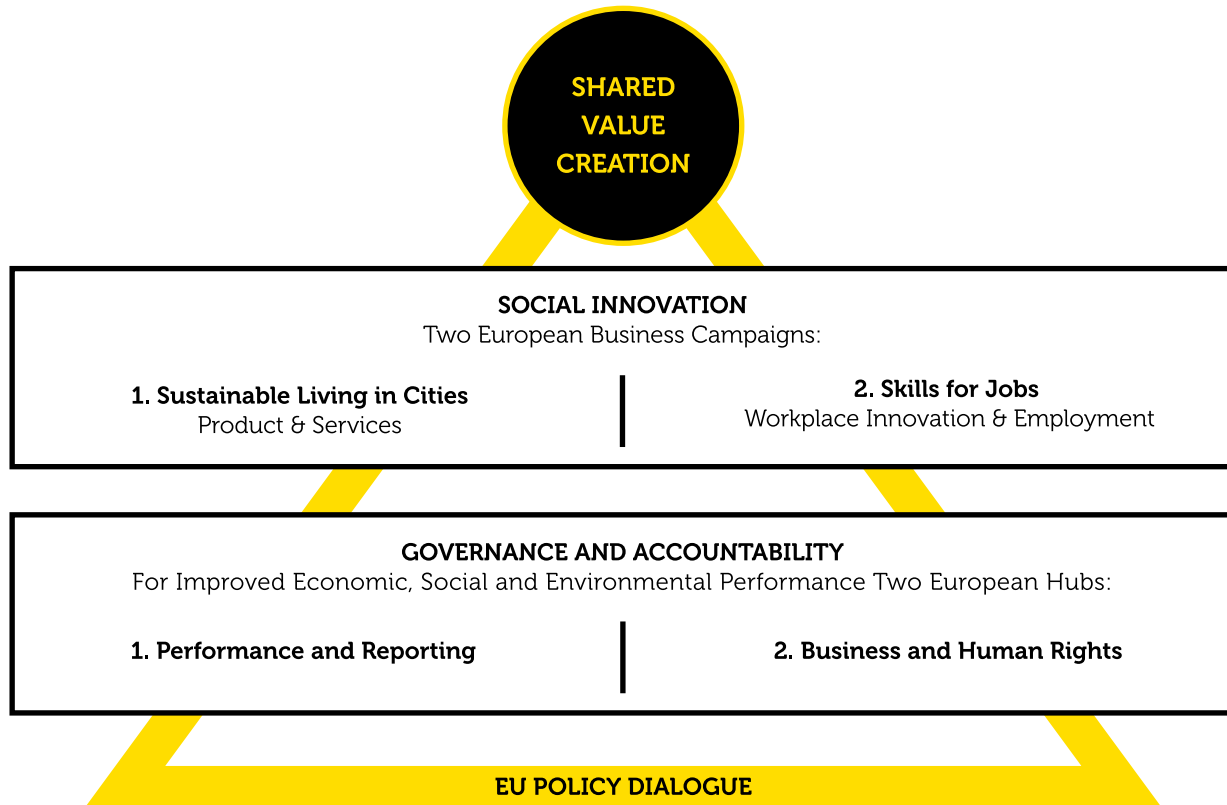 SHARED
VALUE
CREATION
SOCIAL INNOVATION
Two European Business Campaigns:
1. Sustainable Living in Cities
Product & Services
2. Skills for Jobs
Workplace Innovation & Employment
GOVERNANCE AND ACCOUNTABILITY
For Improved Economic, Social and Environmental Performance Two European Hubs:
1. Performance and Reporting
2. Business and Human Rights
EU POLICY DIALOGUE